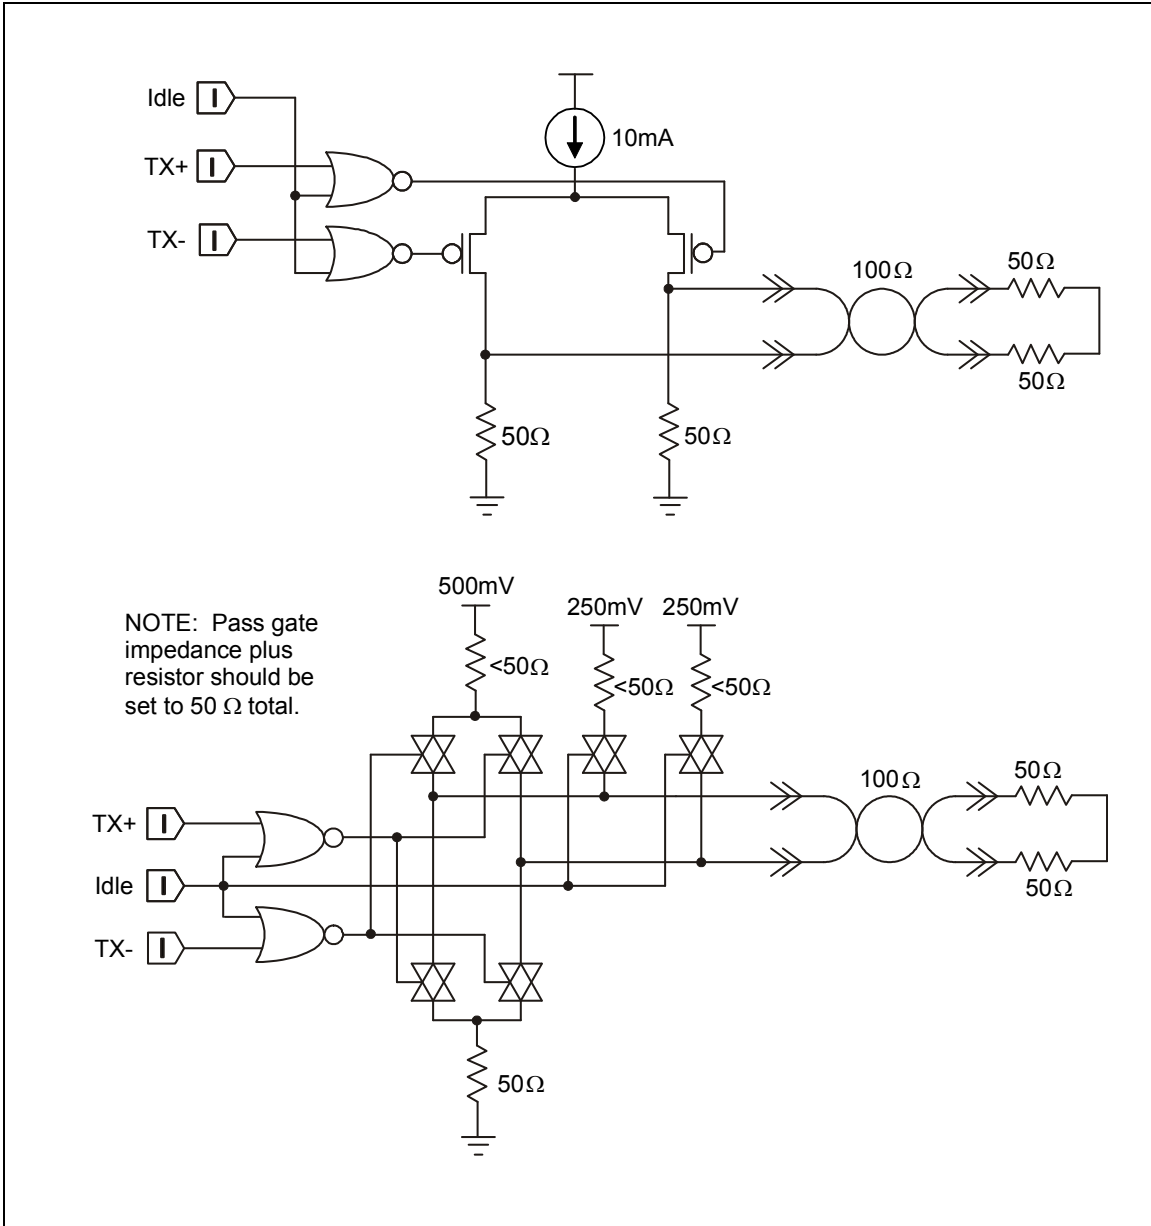 Idle I
10mA
TX+ I
TX- I
100Ω
50Ω
50Ω
50Ω
50Ω
500mV
250mV 250mV
NOTE: Pass gate
impedance plus
resistor should be
set to 50 Ω total.
<50Ω
<50Ω
<50Ω
100Ω
50Ω
TX+ I
Idle I
50Ω
TX- I
50Ω